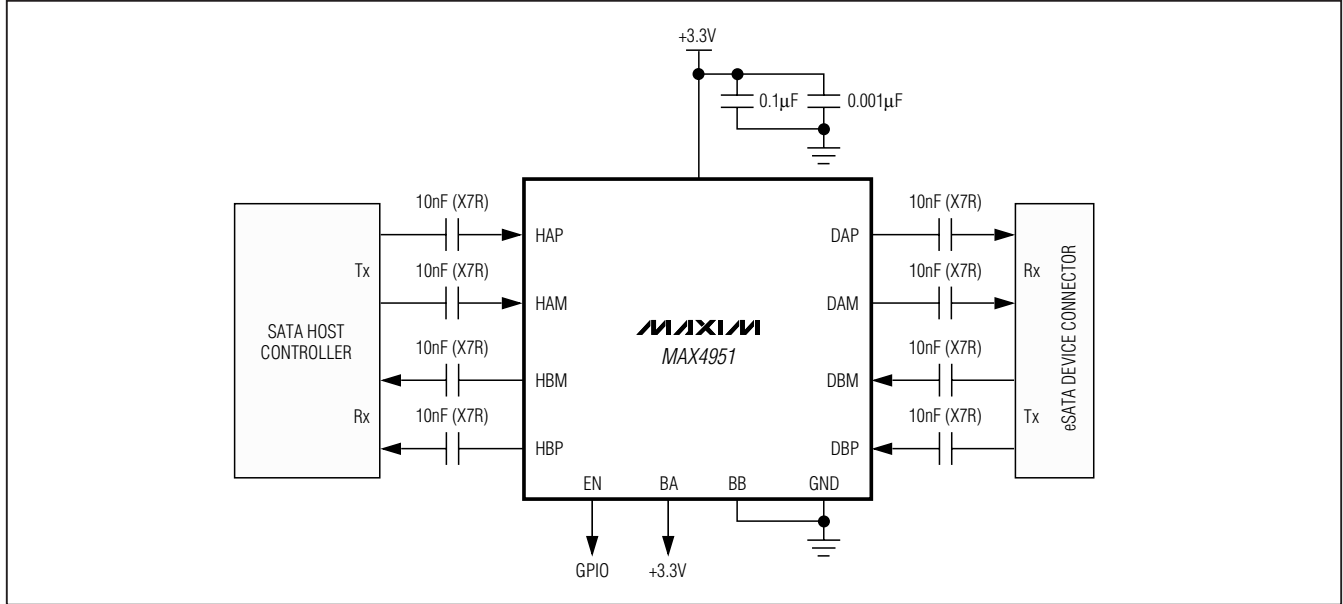 +3.3V
0.1μF
0.001μF
10nF (X7R)
HAP
DAP
10nF (X7R)
Tx
10nF (X7R)
HAM
DAM
10nF (X7R)
Rx
SATA HOST
CONTROLLER
MAXIM
MAX4951
eSATA DEVICE CONNECTOR
10nF (X7R)
HBM
DBM
10nF (X7R)
Rx
10nF (X7R)
HBP
DBP
10nF (X7R)
Tx
EN
BA
BB
GND
GPIO
+3.3V